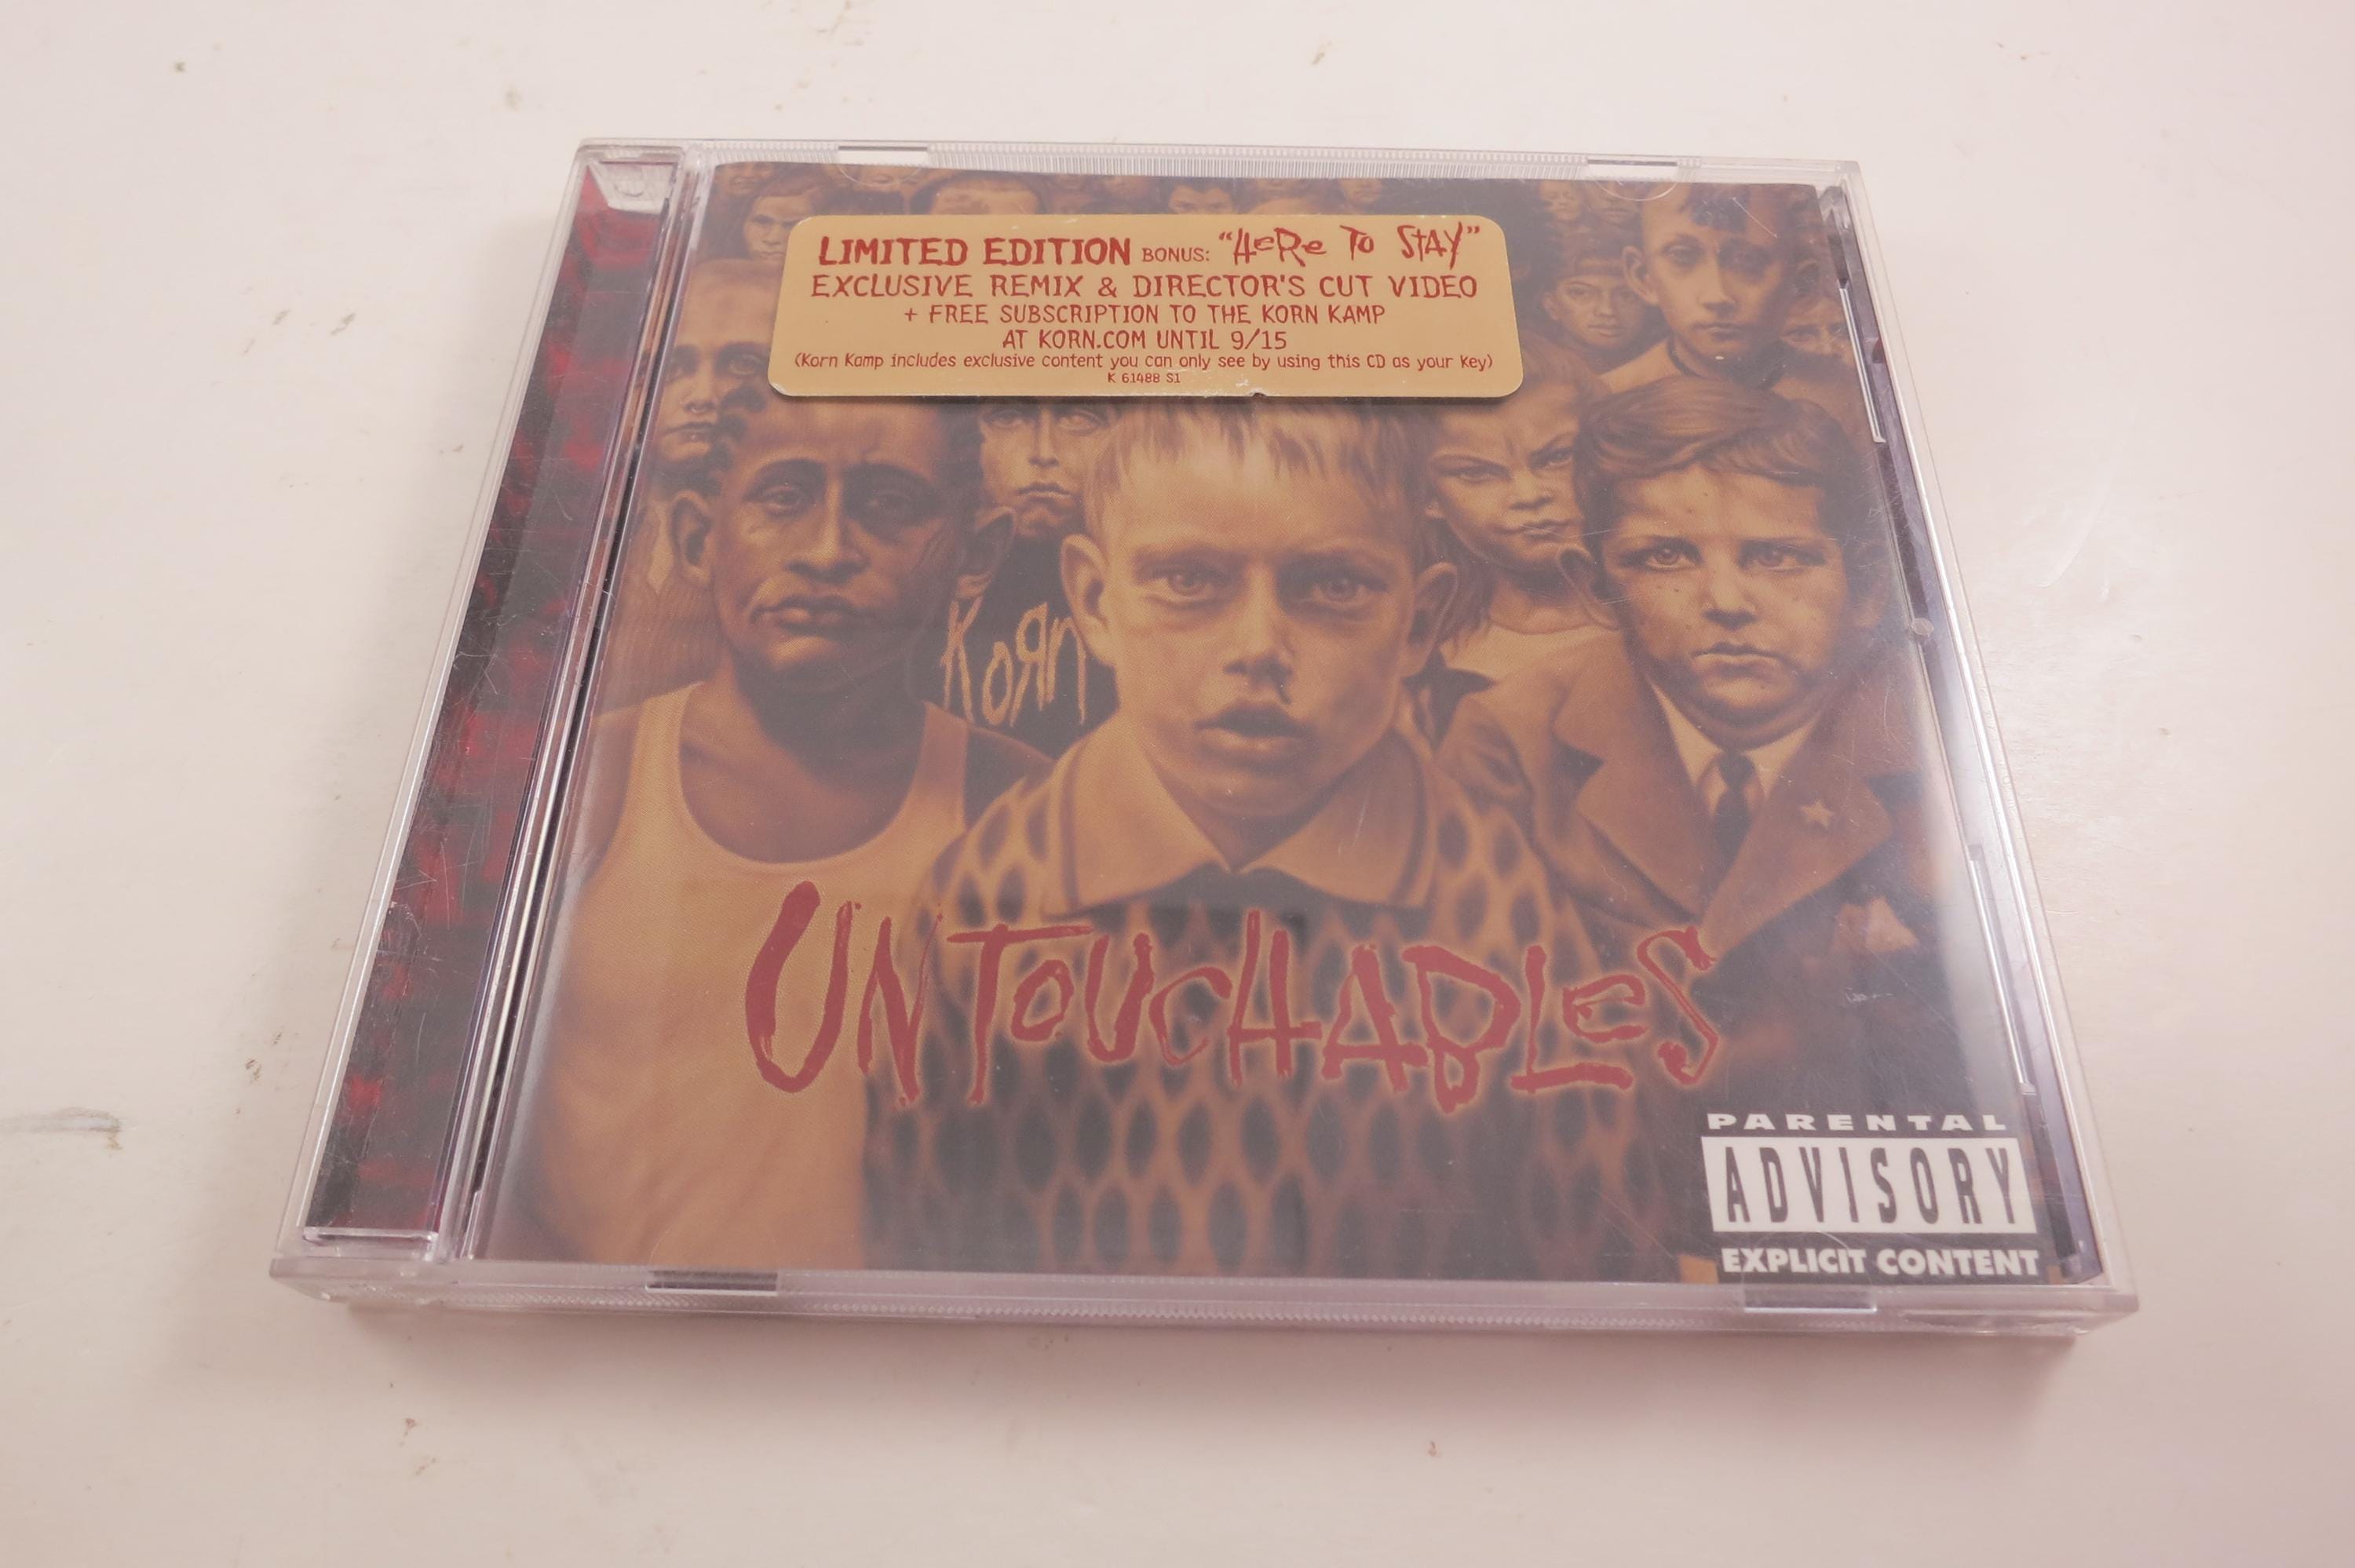 LIMITED EDITION BONUS: "HeRe To StAY"
EXCLUSIVE REMIX & DIRECTOR'S CUT VIDEO
+ FREE SUBSCRIPTION TO THE KORN KAMP
AT KORN.COM UNTIL 9/15
(Korn Kamp includes exclusive content you can only see by using this CD as your key)
K 61488 S1
KoЯn
UNToUCHABLeS
PARENTAL
ADVISORY
EXPLICIT CONTENT